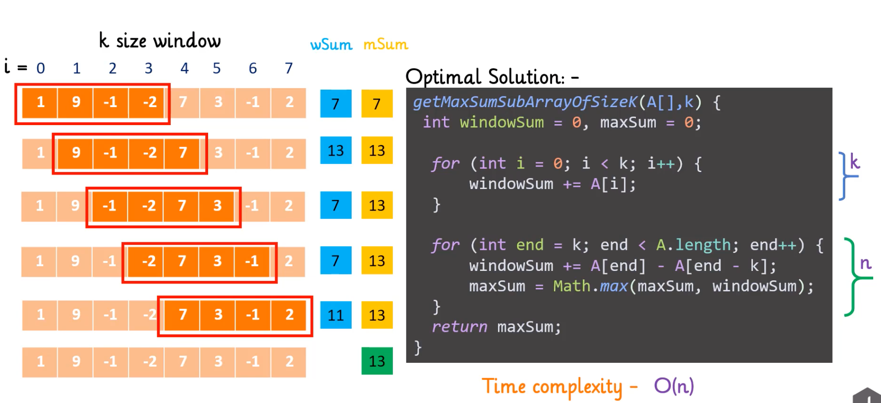 k size window
wSum mSum
i = 0 1 2 3 4 5 6 7
1 9 -1 -2 7 3 -1 2 7 7
1 9 -1 -2 7 3 -1 2 13 13
1 9 -1 -2 7 3 -1 2 7 13
1 9 -1 -2 7 3 -1 2 7 13
1 9 -1 -2 7 3 -1 2 11 13
1 9 -1 -2 7 3 -1 2 13
Optimal Solution: -
getMaxSumSubArrayOfSizeK(A[],k) {
int windowSum = 0, maxSum = 0;
for (int i = 0; i < k; i++) {
windowSum += A[i];
}
k
for (int end = k; end < A.length; end++) {
windowSum += A[end] - A[end - k];
maxSum = Math.max(maxSum, windowSum);
}
n
return maxSum;
}
Time complexity - O(n)